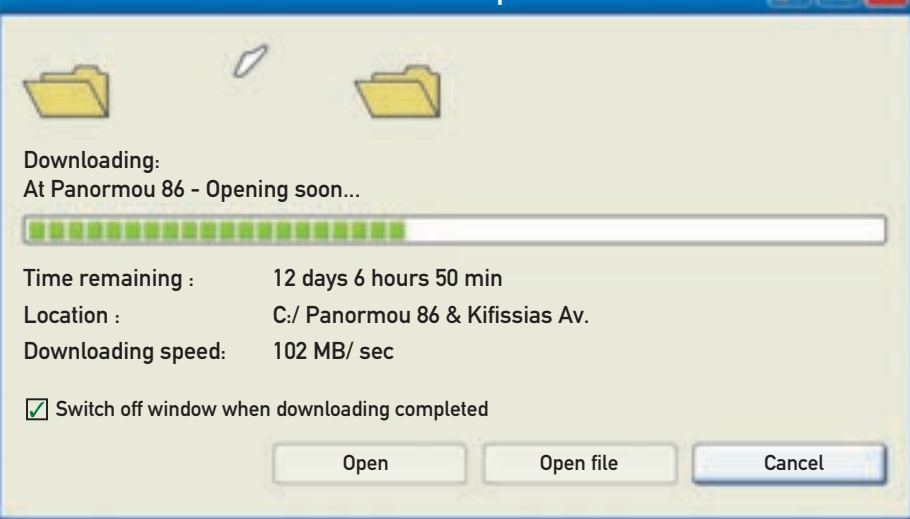 Downloading:
At Panormou 86 - Opening soon...
Time remaining : 12 days 6 hours 50 min
Location : C:/ Panormou 86 & Kifissias Av.
Downloading speed: 102 MB/ sec
Switch off window when downloading completed
Open Open file Cancel